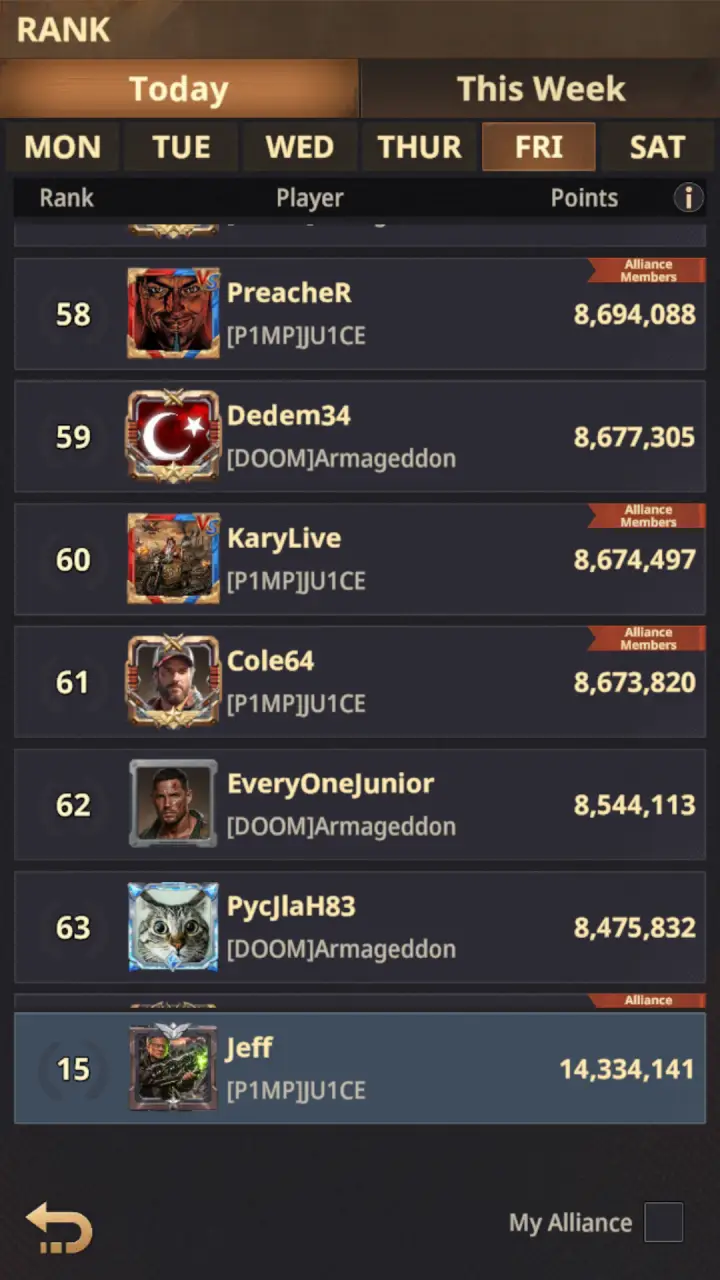 RANK
Today
This Week
MON
TUE
WED
THUR
FRI
SAT
Rank
Player
Points
i
58
VS
PreacheR
[P1MP]JU1CE
Alliance
Members
8,694,088
59
Dedem34
[DOOM]Armageddon
8,677,305
60
VS
KaryLive
[P1MP]JU1CE
Alliance
Members
8,674,497
61
Cole64
[P1MP]JU1CE
Alliance
Members
8,673,820
62
EveryOneJunior
[DOOM]Armageddon
8,544,113
63
PycJlaH83
[DOOM]Armageddon
8,475,832
Alliance
15
Jeff
[P1MP]JU1CE
14,334,141
My Alliance